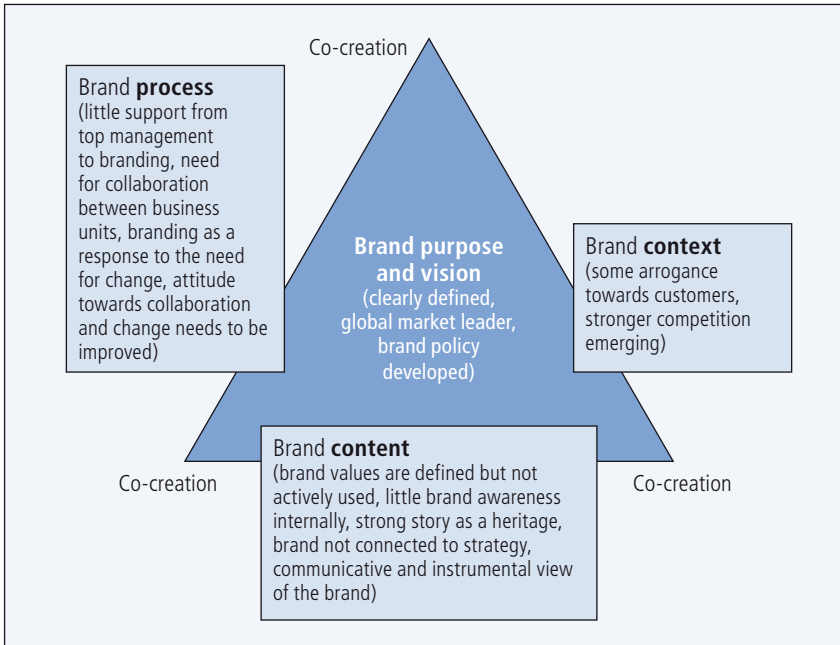 Co-creation
Brand process
(little support from
top management
to branding, need
for collaboration
between business
units, branding as a
response to the need
for change, attitude
towards collaboration
and change needs to be
improved)
Brand purpose
and vision
(clearly defined,
global market leader,
brand policy
developed)
Brand context
(some arrogance
towards customers,
stronger competition
emerging)
Brand content
(brand values are defined but not
actively used, little brand awareness
internally, strong story as a heritage,
brand not connected to strategy,
communicative and instrumental view
of the brand)
Co-creation
Co-creation